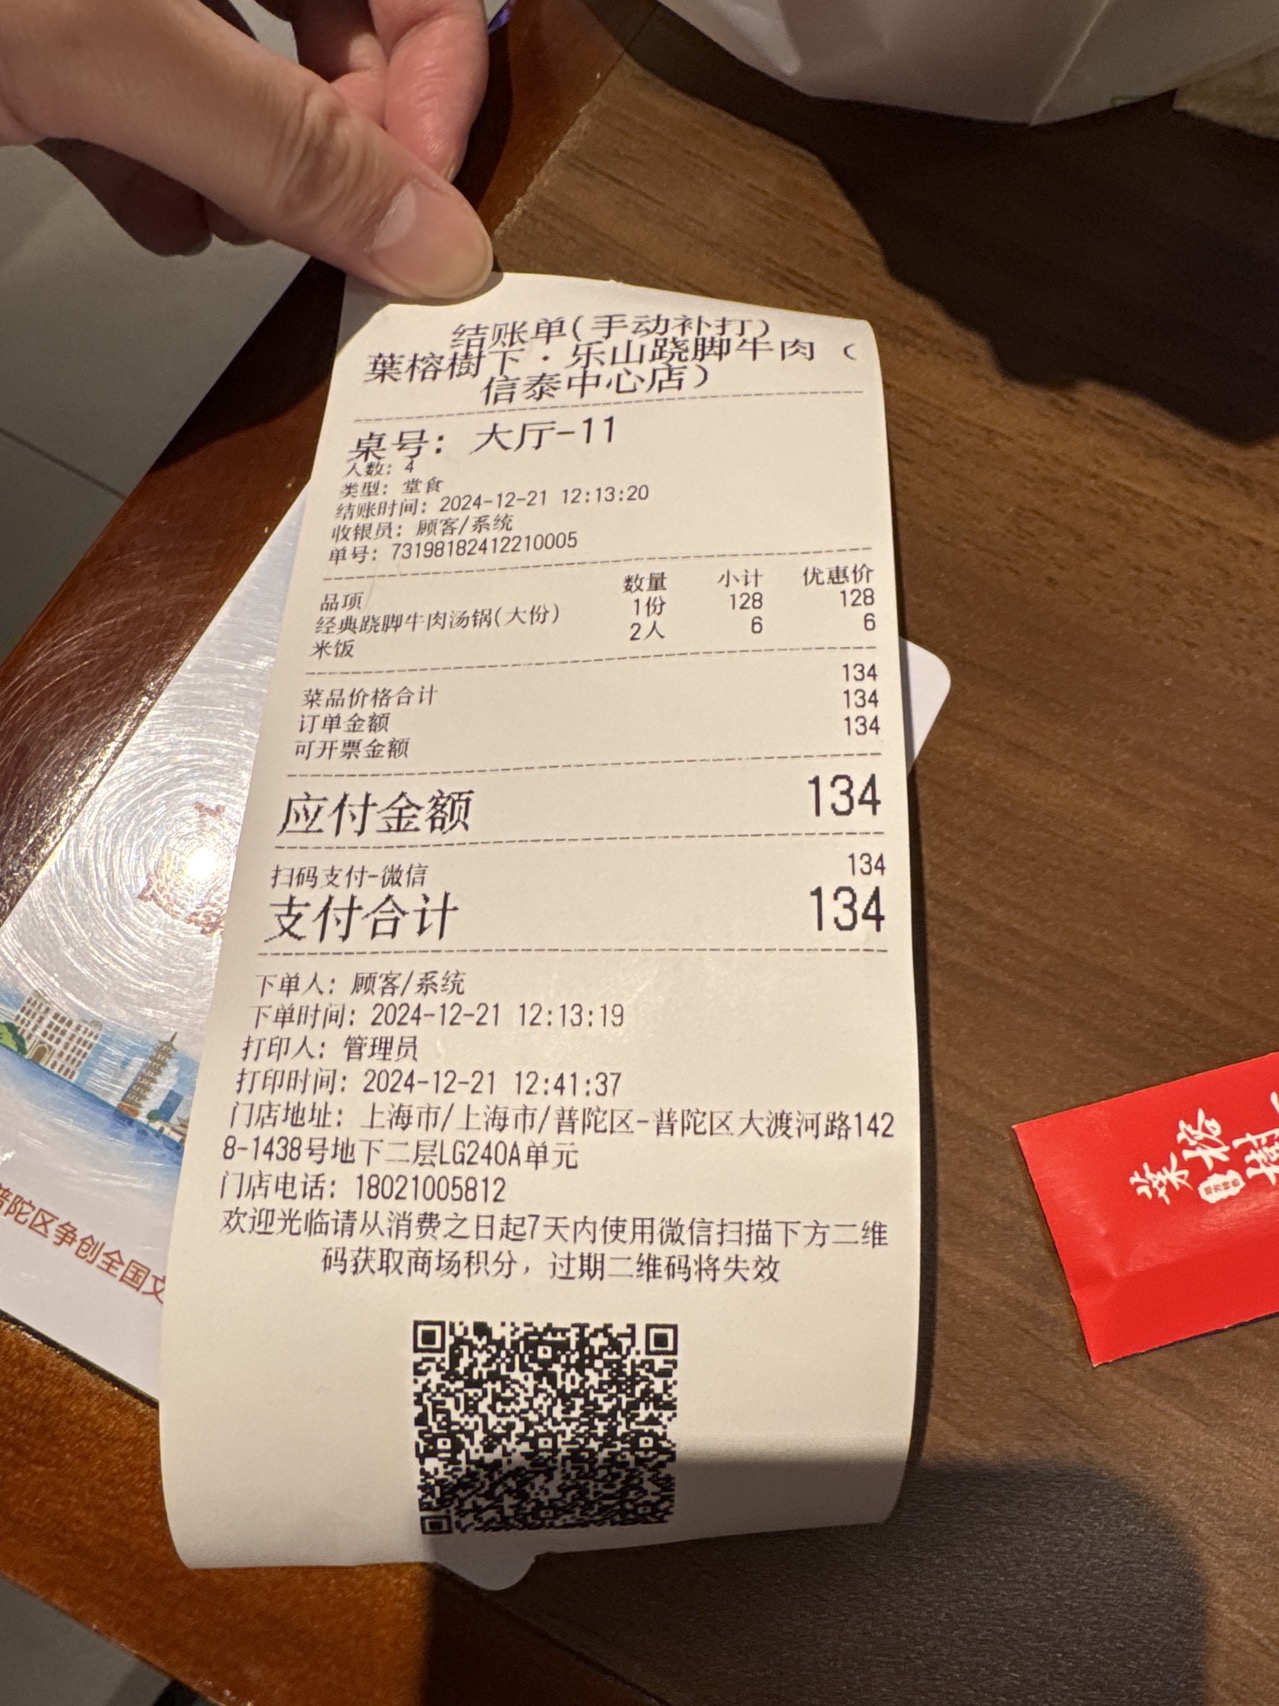 结账单(手动补打)
葉榕樹下·乐山跷脚牛肉（
信泰中心店）
桌号: 大厅-11
人数: 4
类型: 堂食
结账时间: 2024-12-21 12:13:20
收银员: 顾客/系统
单号: 73198182412210005
品项 数量 小计 优惠价
经典跷脚牛肉汤锅(大份) 1份 128 128
米饭 2人 6 6
菜品价格合计 134
订单金额 134
可开票金额 134
应付金额 134
扫码支付-微信 134
支付合计 134
下单人: 顾客/系统
下单时间: 2024-12-21 12:13:19
打印人: 管理员
打印时间: 2024-12-21 12:41:37
门店地址: 上海市/上海市/普陀区-普陀区大渡河路142
8-1438号地下二层LG240A单元
门店电话: 18021005812
欢迎光临请从消费之日起7天内使用微信扫描下方二维
码获取商场积分，过期二维码将失效
普陀区争创全国文
葉榕樹